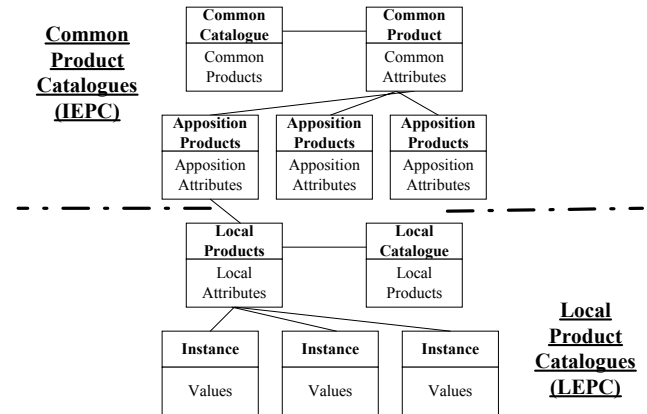 Common
Product
Catalogues
(IEPC)
Common
Catalogue
Common
Products
Common
Product
Common
Attributes
Apposition
Products
Apposition
Attributes
Apposition
Products
Apposition
Attributes
Apposition
Products
Apposition
Attributes
Local
Products
Local
Attributes
Local
Catalogue
Local
Products
Local
Product
Catalogues
(LEPC)
Instance
Values
Instance
Values
Instance
Values